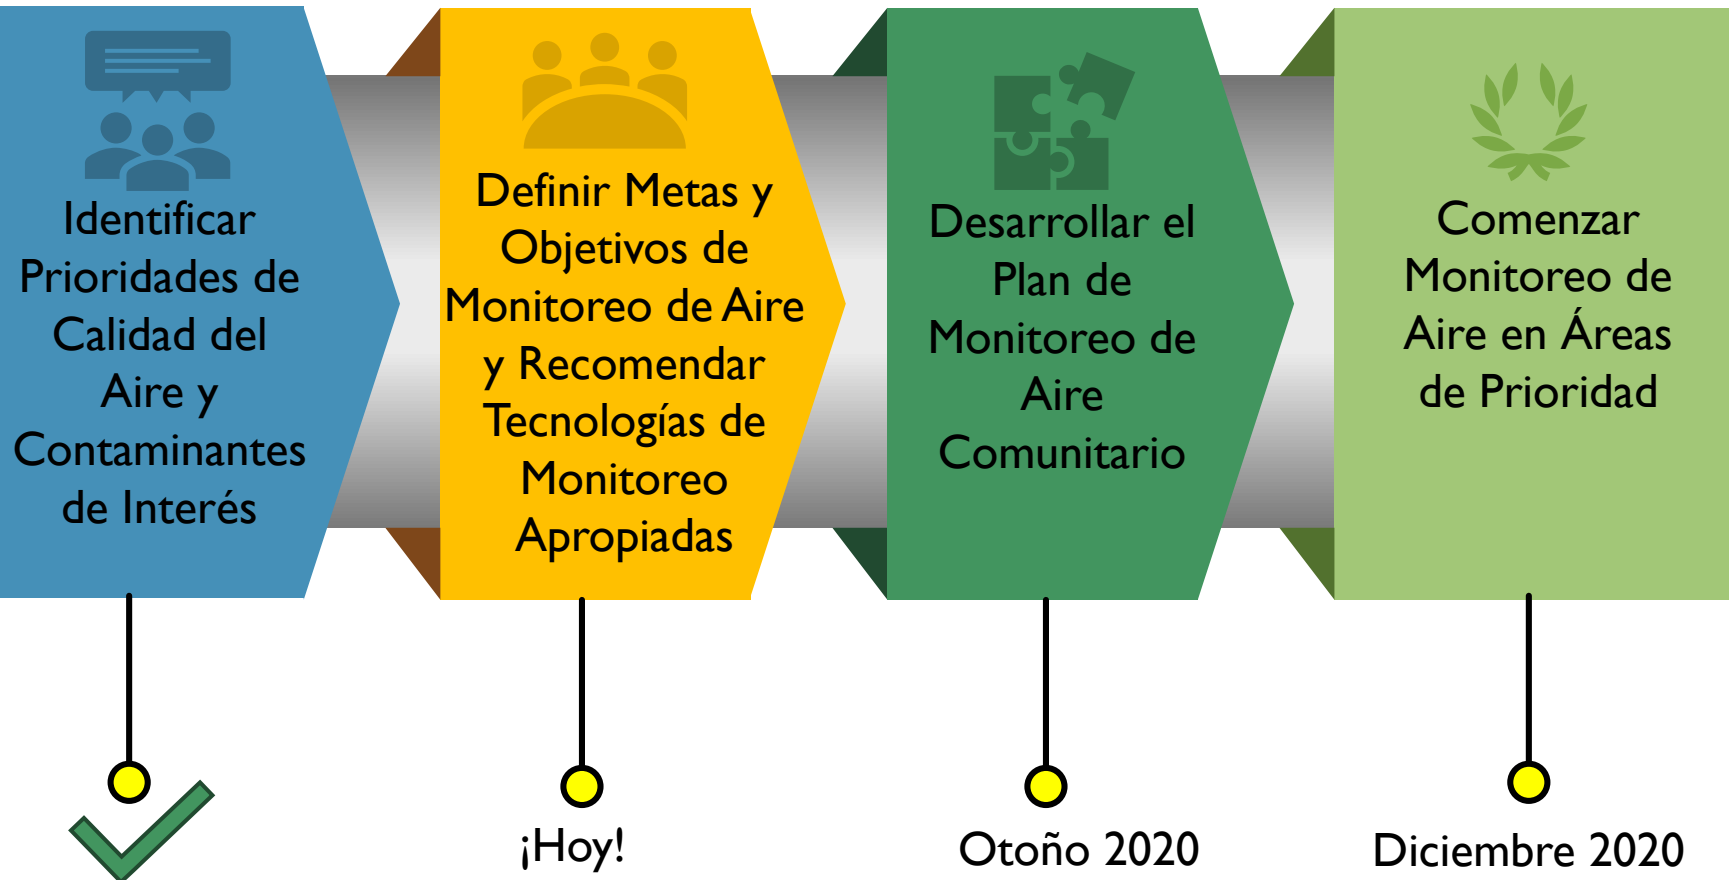 Identificar
Prioridades de
Calidad del
Aire y
Contaminantes
de Interés
Definir Metas y
Objetivos de
Monitoreo de Aire
y Recomendar
Tecnologías de
Monitoreo
Apropiadas
Desarrollar el
Plan de
Monitoreo de
Aire
Comunitario
Comenzar
Monitoreo de
Aire en Áreas
de Prioridad
¡Hoy!
Otoño 2020
Diciembre 2020